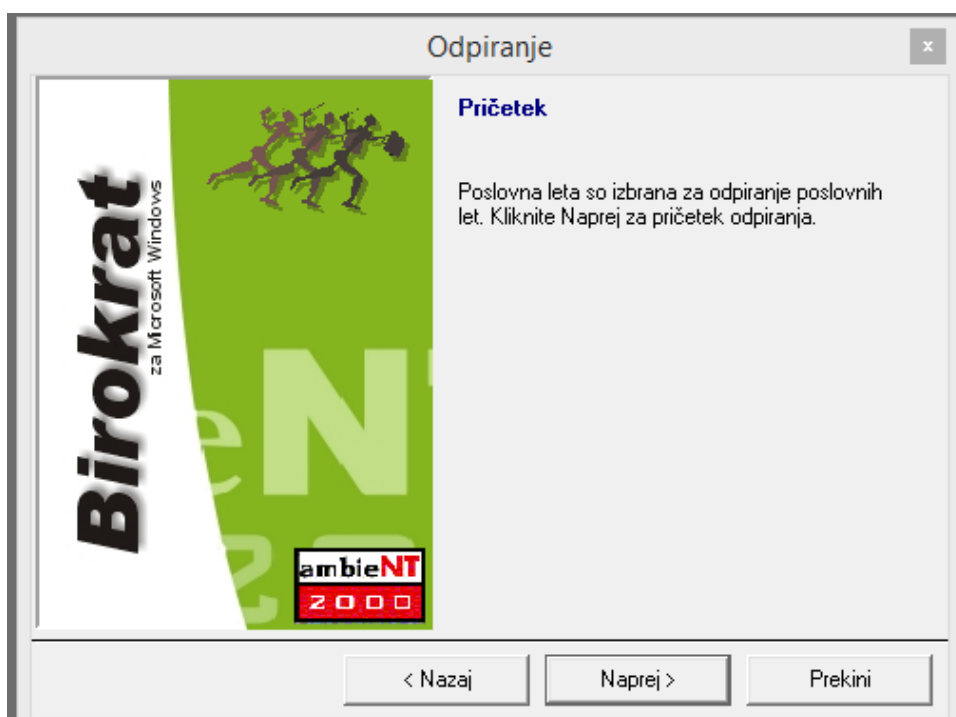 Odpiranje
x
Birokrat
za Microsoft Windows
eNT
ambieNT
2000
Pričetek
Poslovna leta so izbrana za odpiranje poslovnih
let. Kliknite Naprej za pričetek odpiranja.
< Nazaj
Naprej >
Prekini